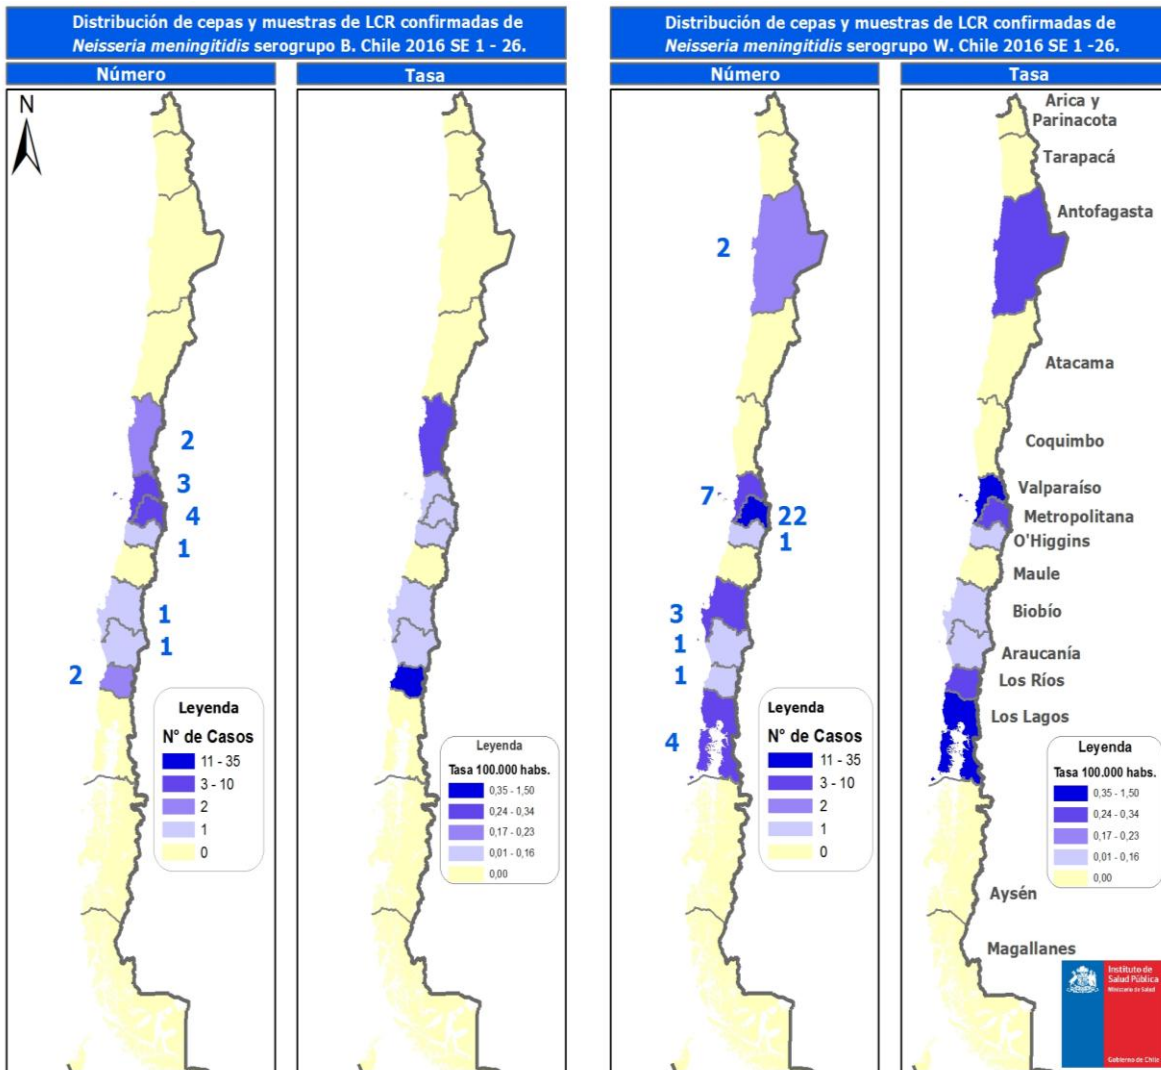 Distribución de cepas y muestras de LCR confirmadas de
Neisseria meningitidis serogrupo B. Chile 2016 SE 1 - 26.
Número
Tasa
N
2
3
4
1
1
1
2
Leyenda
N° de Casos
11 - 35
3 - 10
2
1
0
Leyenda
Tasa 100.000 habs.
0,35 - 1,50
0,24 - 0,34
0,17 - 0,23
0,01 - 0,16
0,00
Distribución de cepas y muestras de LCR confirmadas de
Neisseria meningitidis serogrupo W. Chile 2016 SE 1 -26.
Número
Tasa
2
7
22
1
3
1
1
4
Leyenda
N° de Casos
11 - 35
3 - 10
2
1
0
Arica y
Parinacota
Tarapacá
Antofagasta
Atacama
Coquimbo
Valparaíso
Metropolitana
O'Higgins
Maule
Biobío
Araucanía
Los Ríos
Los Lagos
Leyenda
Tasa 100.000 habs.
0,35 - 1,50
0,24 - 0,34
0,17 - 0,23
0,01 - 0,16
0,00
Aysén
Magallanes
Instituto de
Salud Pública
Ministerio de Salud
Gobierno de Chile